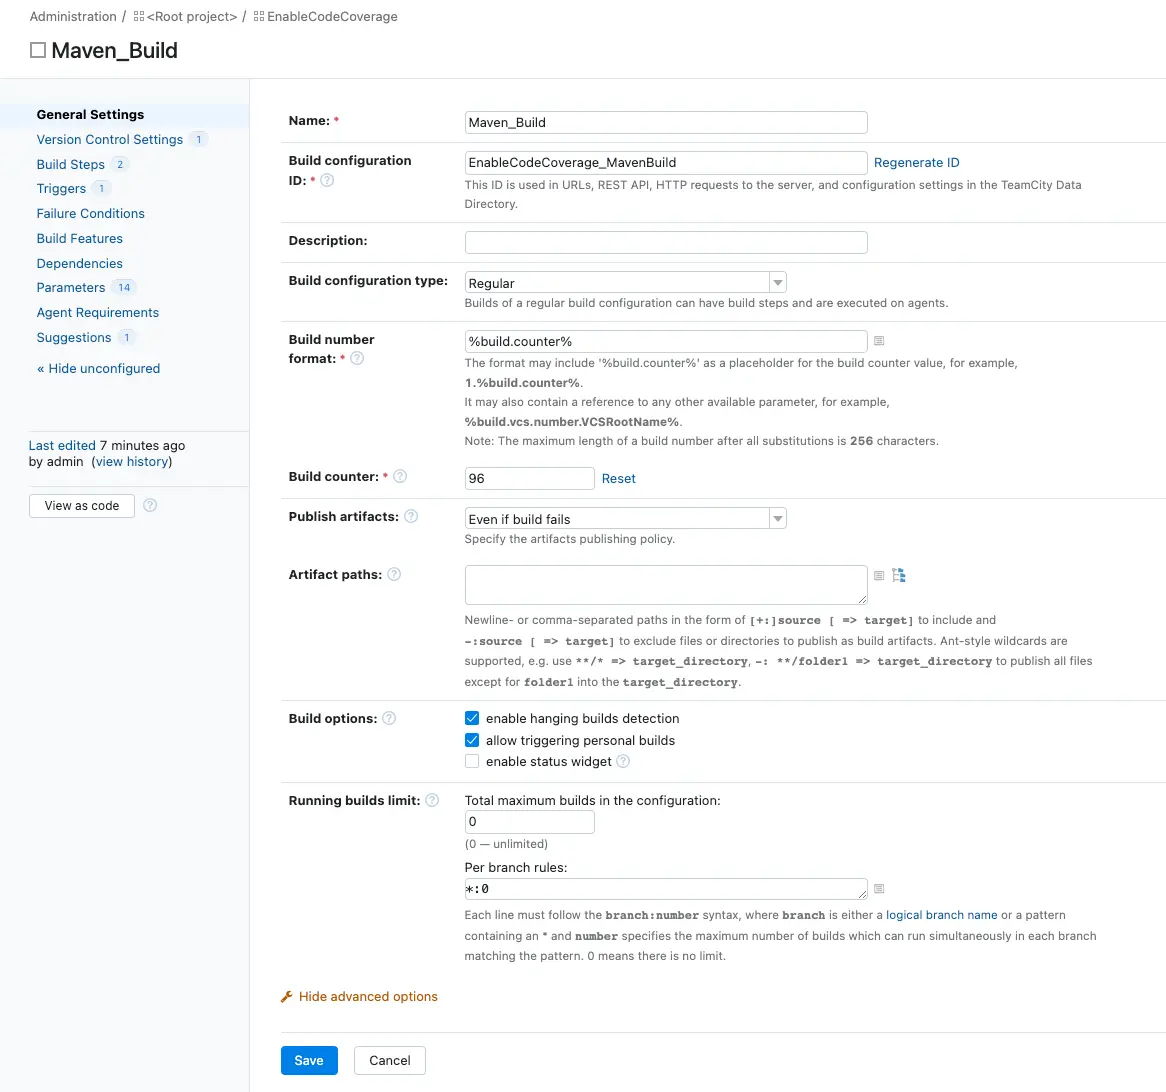 Administration / <Root project> / EnableCodeCoverage
Maven_Build
General Settings
Version Control Settings 1
Build Steps 2
Triggers 1
Failure Conditions
Build Features
Dependencies
Parameters 14
Agent Requirements
Suggestions 1
« Hide unconfigured
Last edited 7 minutes ago
by admin (view history)
View as code ?
Name: *
Maven_Build
Build configuration
ID: * ?
EnableCodeCoverage_MavenBuild Regenerate ID
This ID is used in URLs, REST API, HTTP requests to the server, and configuration settings in the TeamCity Data
Directory.
Description:
Build configuration type:
Regular
Builds of a regular build configuration can have build steps and are executed on agents.
Build number
format: * ?
%build.counter%
The format may include '%build.counter%' as a placeholder for the build counter value, for example,
1.%build.counter%.
It may also contain a reference to any other available parameter, for example,
%build.vcs.number.VCSRootName%.
Note: The maximum length of a build number after all substitutions is 256 characters.
Build counter: * ?
96 Reset
Publish artifacts: ?
Even if build fails
Specify the artifacts publishing policy.
Artifact paths: ?
Newline- or comma-separated paths in the form of [+:]source [ => target] to include and
-:source [ => target] to exclude files or directories to publish as build artifacts. Ant-style wildcards are
supported, e.g. use **/* => target_directory, -: **/folder1 => target_directory to publish all files
except for folder1 into the target_directory.
Build options: ?
enable hanging builds detection
allow triggering personal builds
enable status widget ?
Running builds limit: ?
Total maximum builds in the configuration:
0
(0 — unlimited)
Per branch rules:
*:0
Each line must follow the branch:number syntax, where branch is either a logical branch name or a pattern
containing an * and number specifies the maximum number of builds which can run simultaneously in each branch
matching the pattern. 0 means there is no limit.
Hide advanced options
Save Cancel